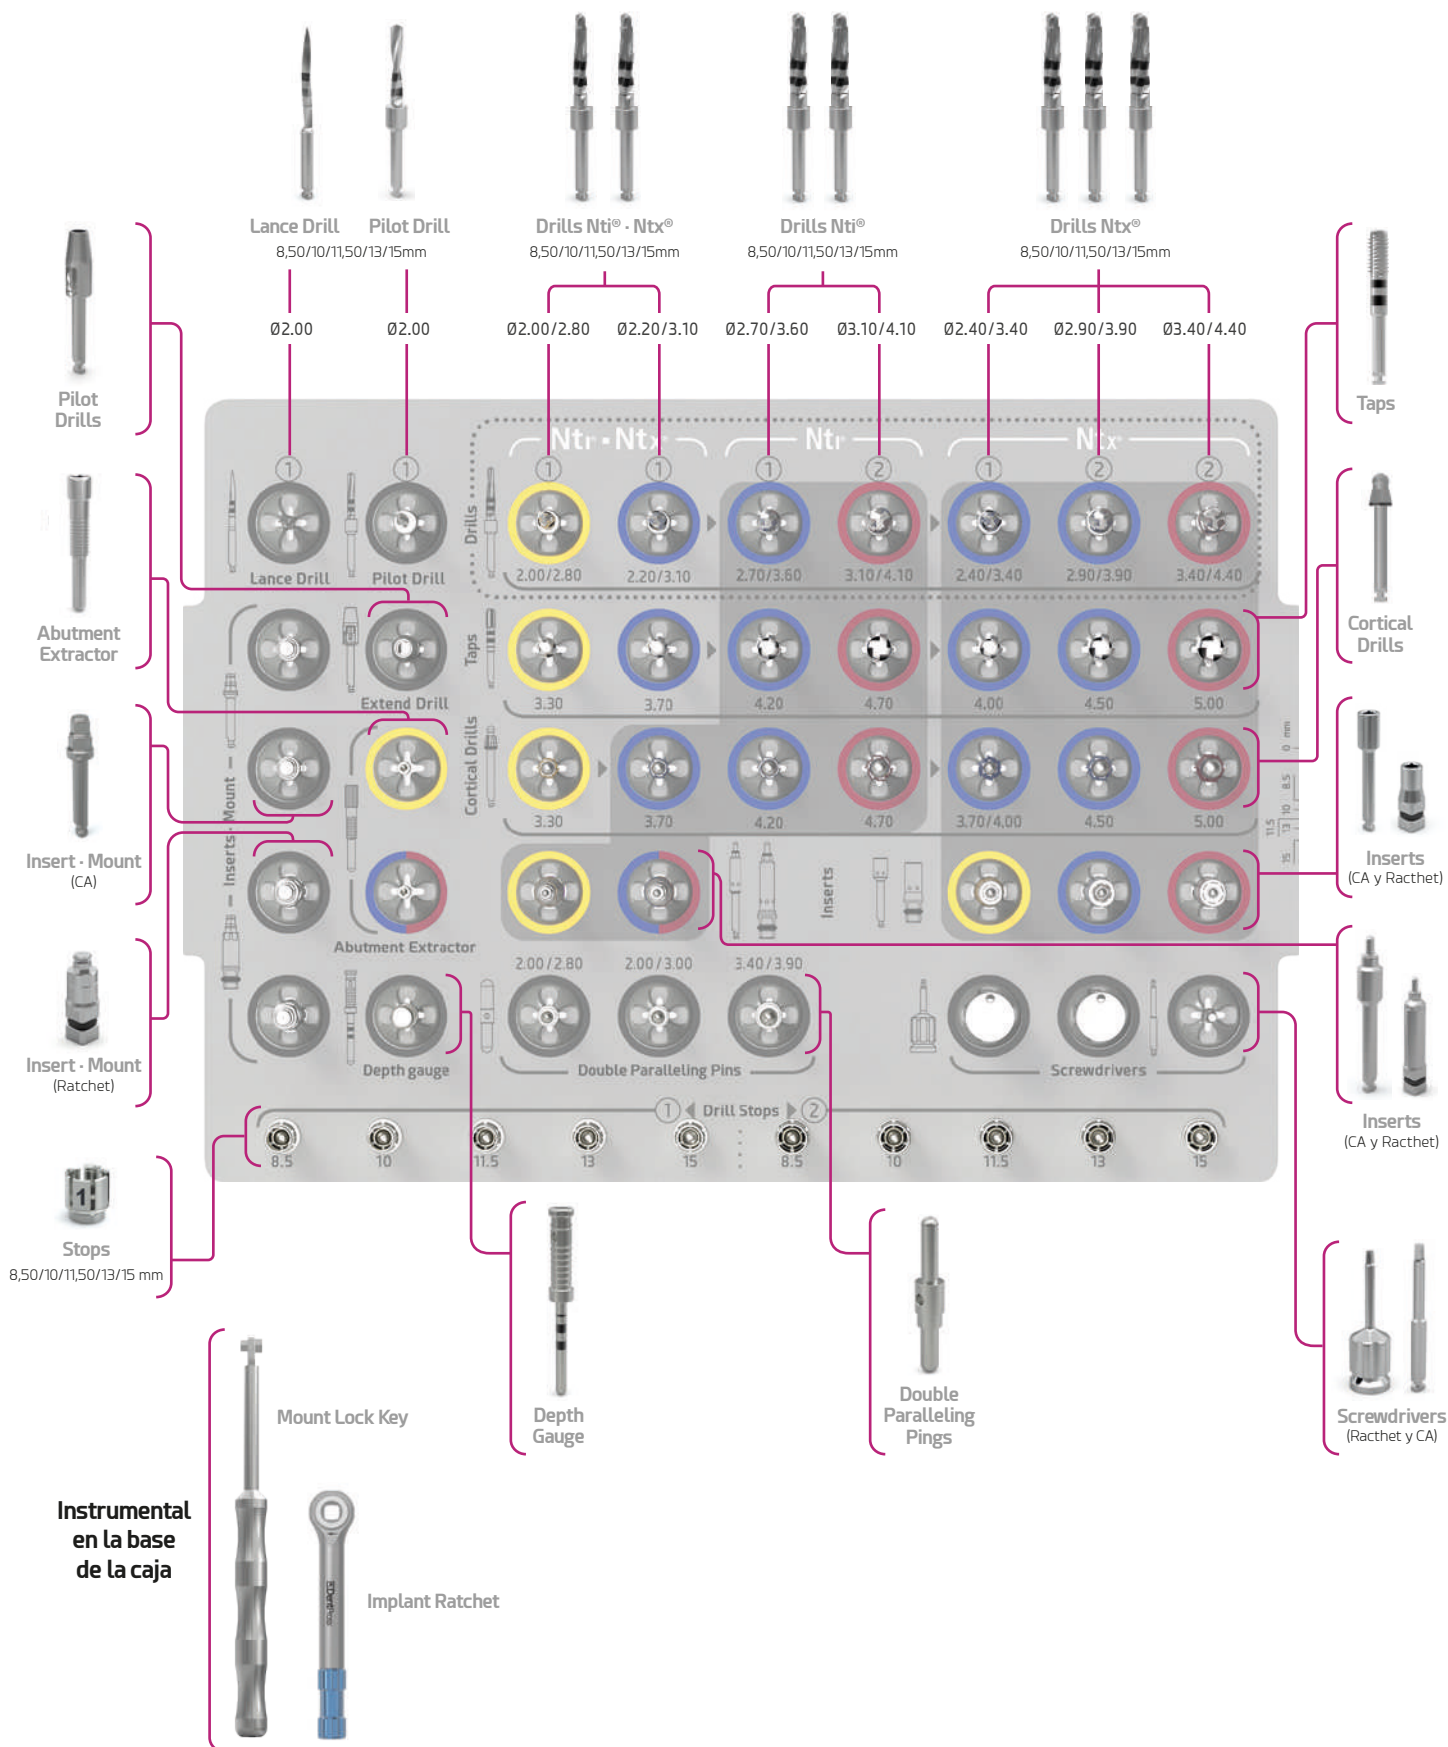 Lance Drill
Pilot Drill
8,50/10/11,50/13/15mm
Drills Nti® · Ntx®
8,50/10/11,50/13/15mm
Drills Nti®
8,50/10/11,50/13/15mm
Drills Ntx®
8,50/10/11,50/13/15mm
Ø2.00
Ø2.00
Ø2.00/2.80
Ø2.20/3.10
Ø2.70/3.60
Ø3.10/4.10
Ø2.40/3.40
Ø2.90/3.90
Ø3.40/4.40
Pilot
Drills
Abutment
Extractor
Insert · Mount
(CA)
Insert · Mount
(Ratchet)
Stops
8,50/10/11,50/13/15 mm
1
Taps
Cortical
Drills
Inserts
(CA y Racthet)
Inserts
(CA y Racthet)
Screwdrivers
(Racthet y CA)
Ntr® · Ntx®
Ntr®
Ntx®
1
1
1
1
1
2
1
2
2
Drills
Lance Drill
Pilot Drill
2.00/2.80
2.20/3.10
2.70/3.60
3.10/4.10
2.40/3.40
2.90/3.90
3.40/4.40
Taps
Extend Drill
3.30
3.70
4.20
4.70
4.00
4.50
5.00
Cortical Drills
3.30
3.70
4.20
4.70
3.70/4.00
4.50
5.00
0 mm
8.5
10
11.5
13
15
Inserts · Mount
Abutment Extractor
Inserts
2.00/2.80
2.00/3.00
3.40/3.90
Depth gauge
Double Paralleling Pins
Screwdrivers
1
Drill Stops
2
8.5
10
11.5
13
15
8.5
10
11.5
13
15
Depth
Gauge
Double
Paralleling
Pings
Mount Lock Key
Instrumental
en la base
de la caja
Implant Ratchet